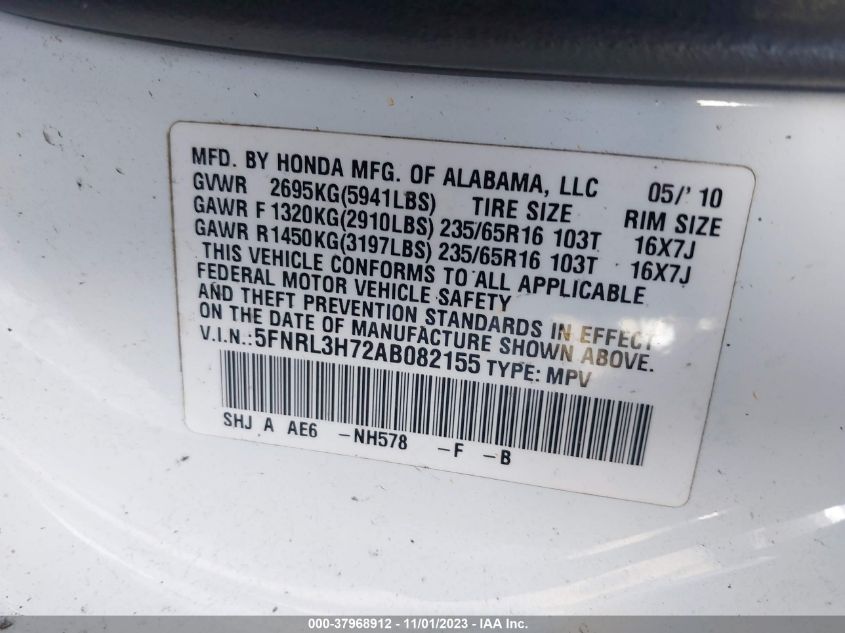 MFD. BY HONDA MFG. OF ALABAMA, LLC 05/' 10
GVWR 2695KG(5941LBS) TIRE SIZE RIM SIZE
GAWR F 1320KG(2910LBS) 235/65R16 103T 16X7J
GAWR R1450KG(3197LBS) 235/65R16 103T 16X7J
THIS VEHICLE CONFORMS TO ALL APPLICABLE
FEDERAL MOTOR VEHICLE SAFETY
AND THEFT PREVENTION STANDARDS IN EFFECT
ON THE DATE OF MANUFACTURE SHOWN ABOVE.
V.I.N.:5FNRL3H72AB082155 TYPE: MPV
SHJ A AE6 -NH578 -F -B
000-37968912 - 11/01/2023 - IAAI.com